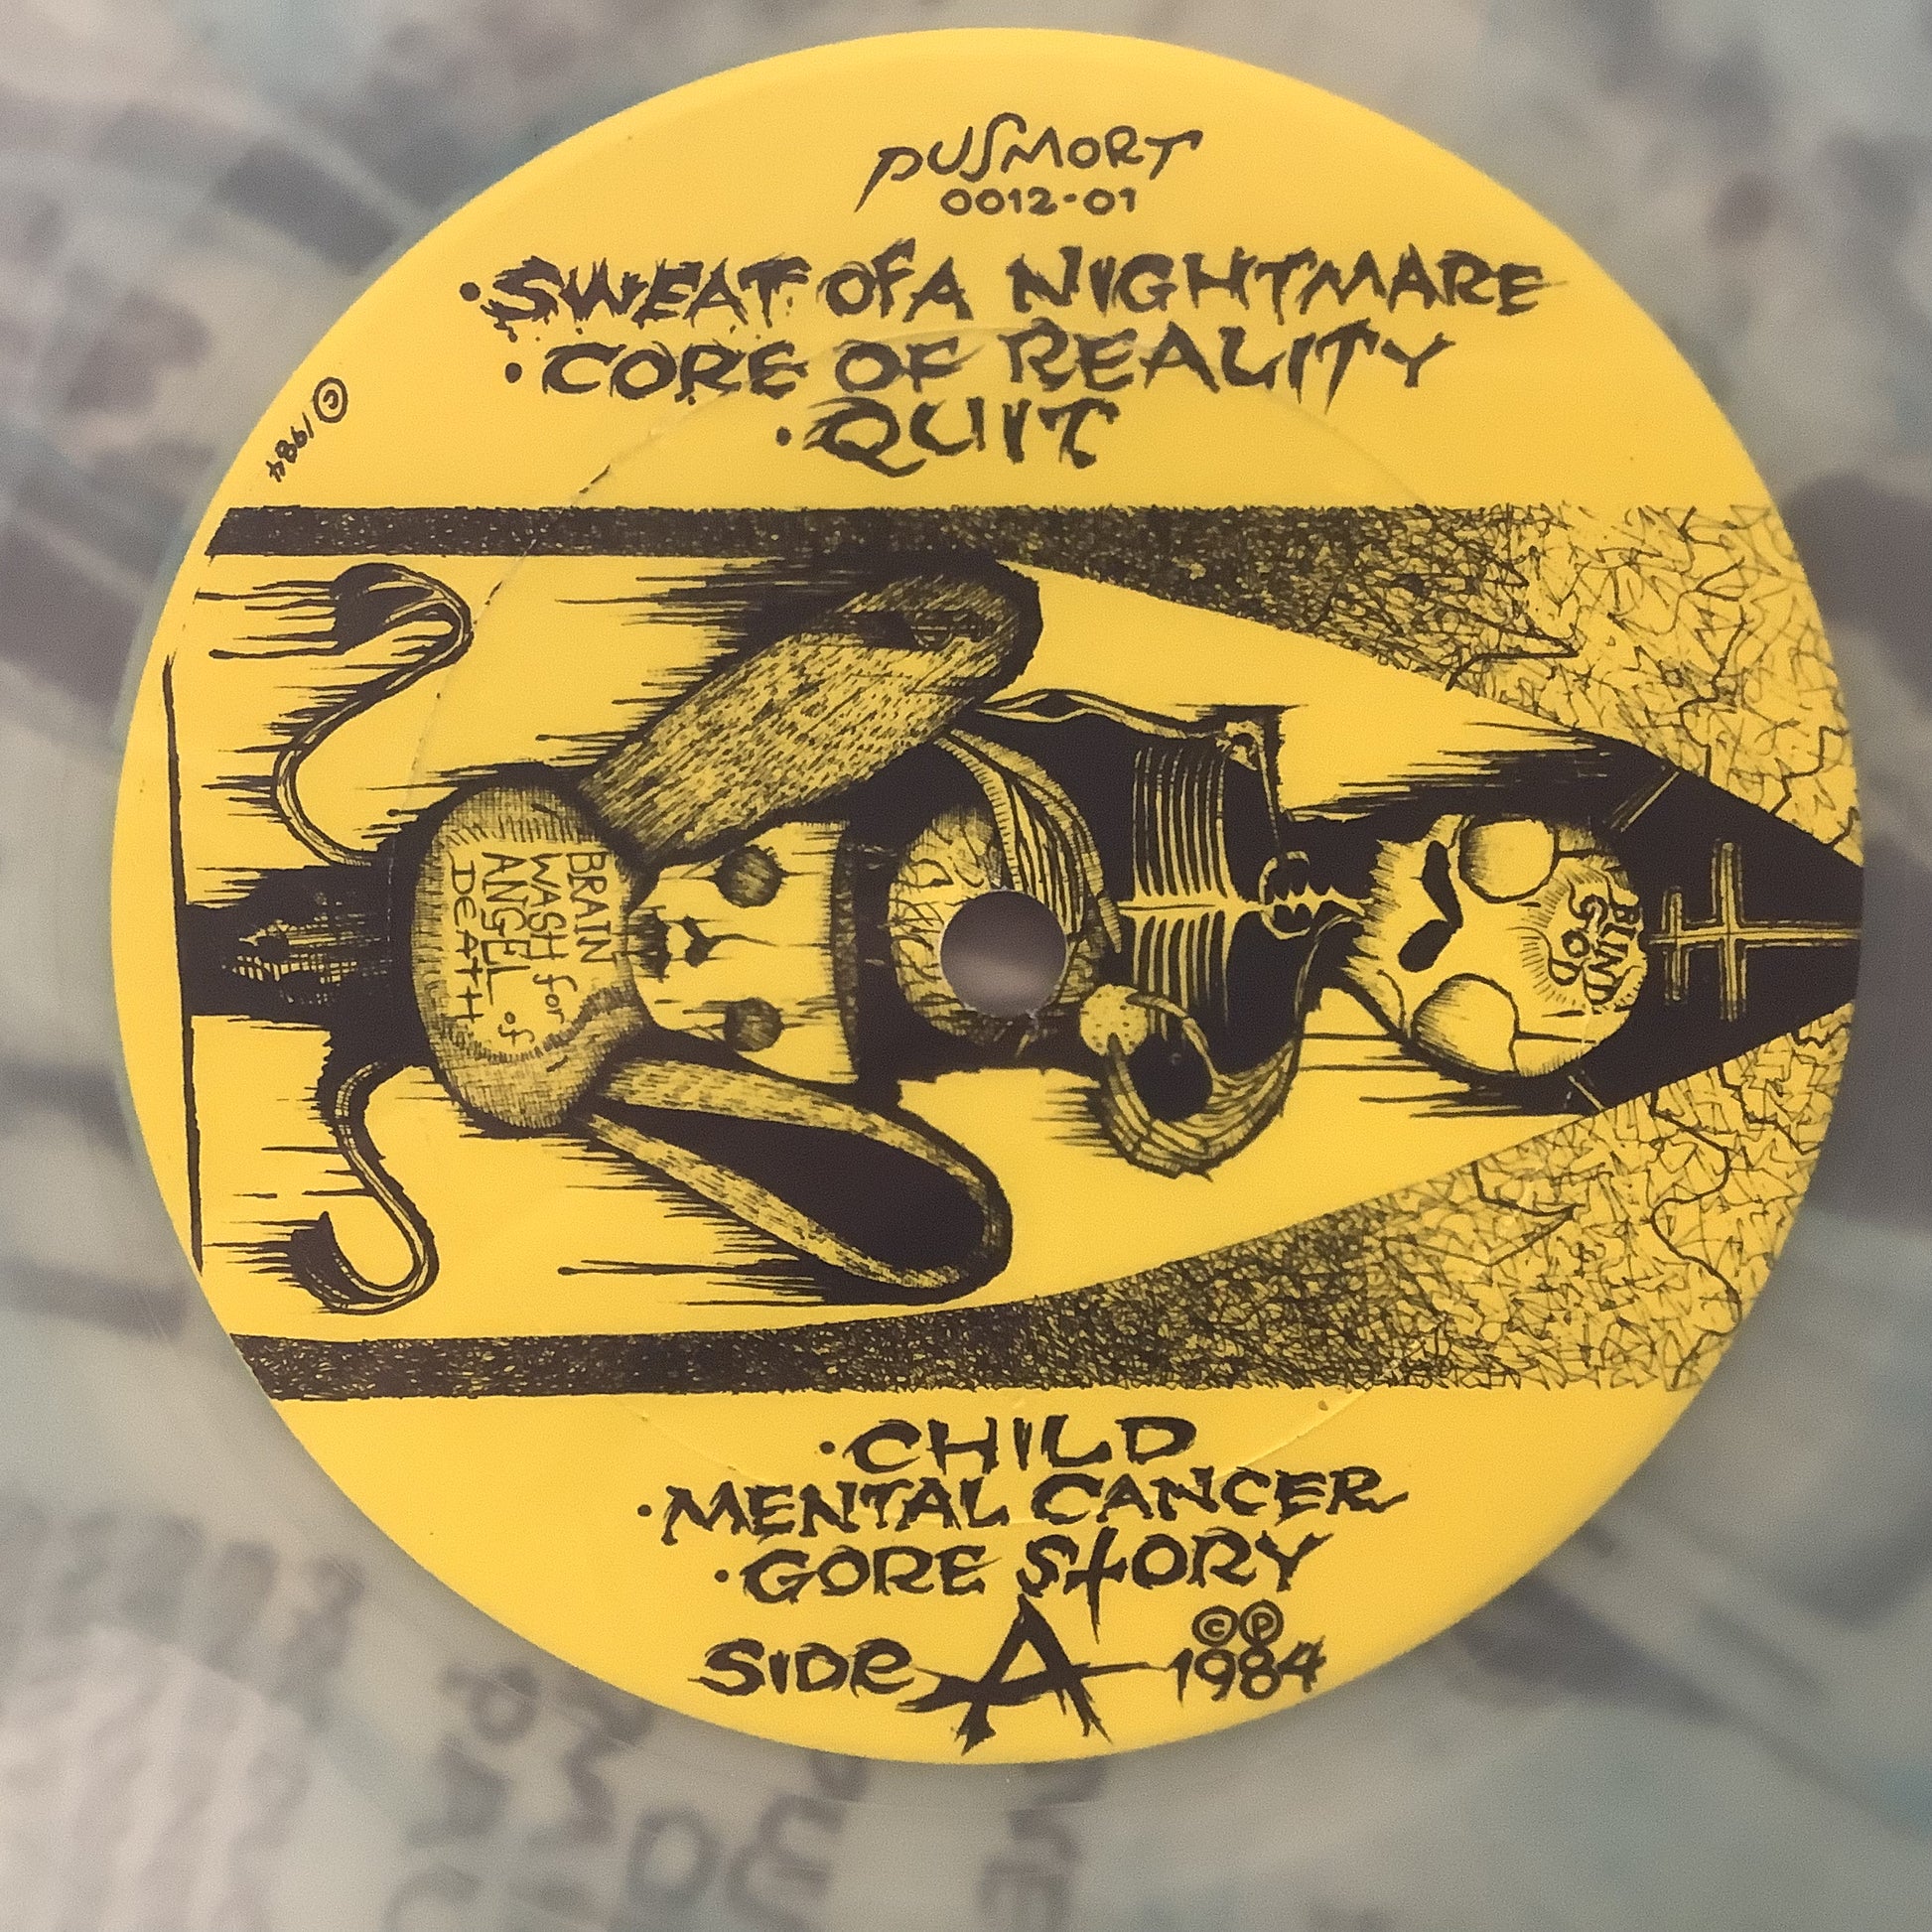 PUSMORT
0012-01
•SWEAT OF A NIGHTMARE
•CORE OF REALITY
•QUIT
© 1984
BRAIN
WASH for
ANGEL of
DEATH
BLIND
GOD
•CHILD
•MENTAL CANCER
•GORE STORY
SIDE A ©℗ 1984